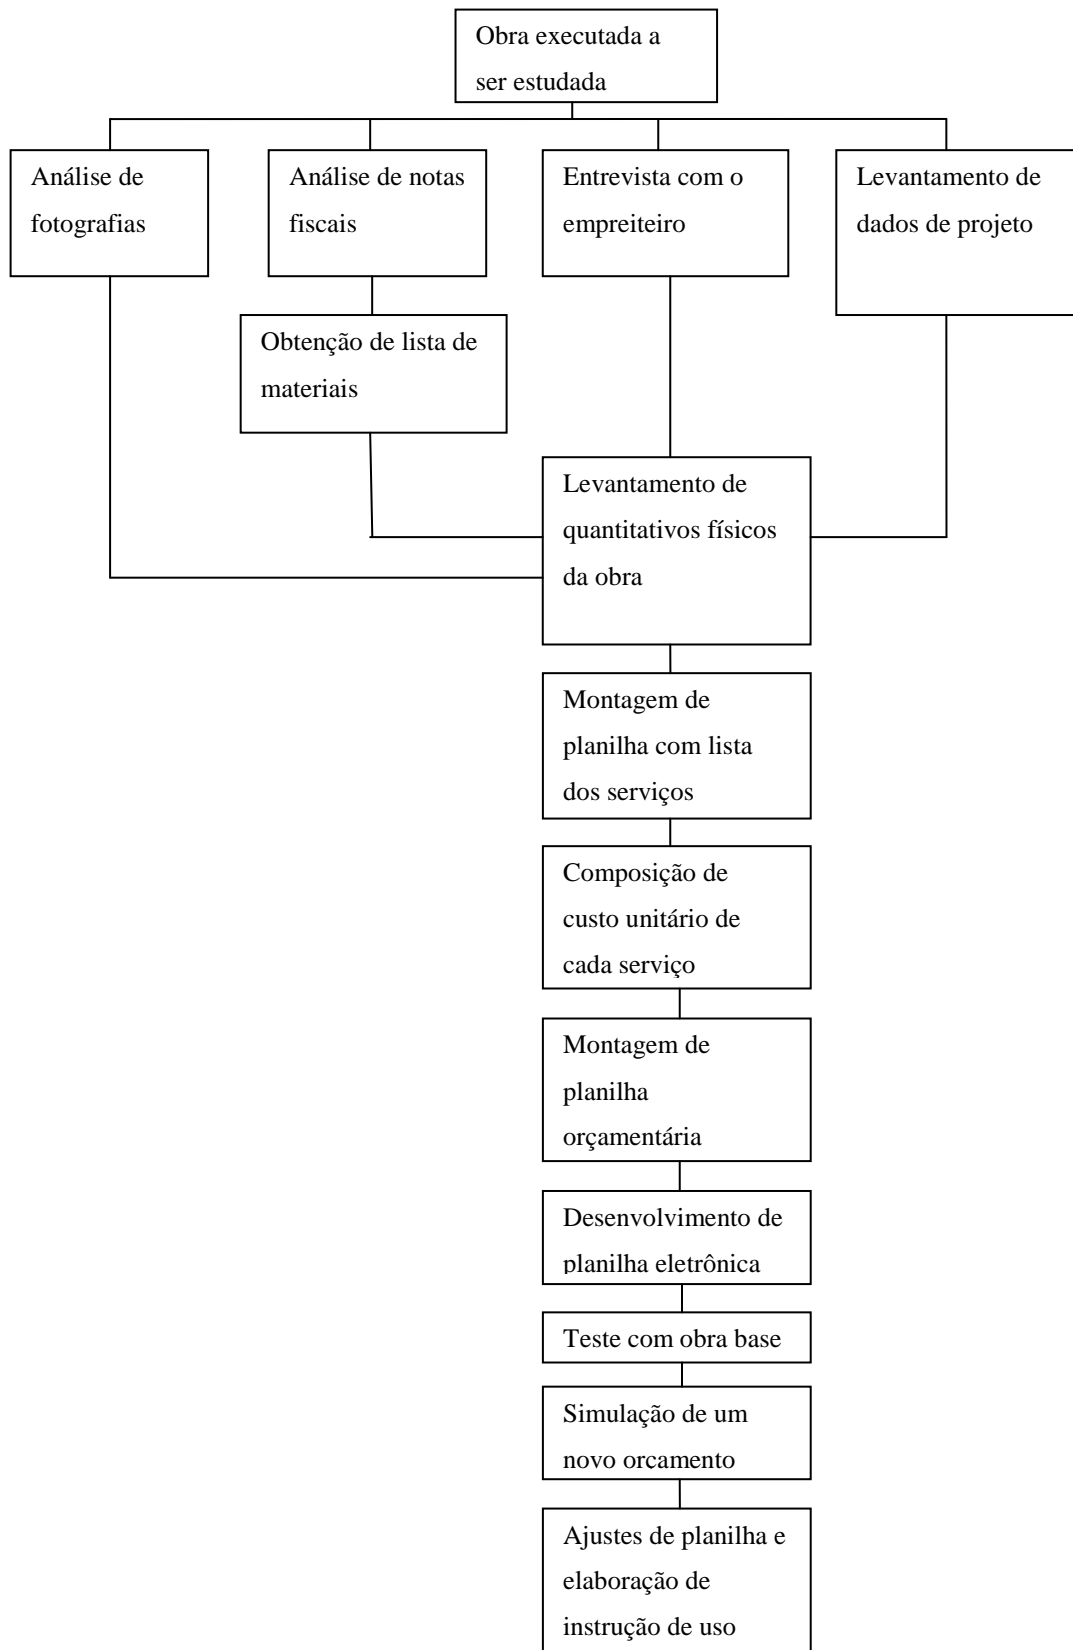 Obra executada a
ser estudada
Análise de
fotografias
Análise de notas
fiscais
Entrevista com o
empreiteiro
Levantamento de
dados de projeto
Obtenção de lista de
materiais
Levantamento de
quantitativos físicos
da obra
Montagem de
planilha com lista
dos serviços
Composição de
custo unitário de
cada serviço
Montagem de
planilha
orçamentária
Desenvolvimento de
planilha eletrônica
Teste com obra base
Simulação de um
novo orcamento
Ajustes de planilha e
elaboração de
instrução de uso